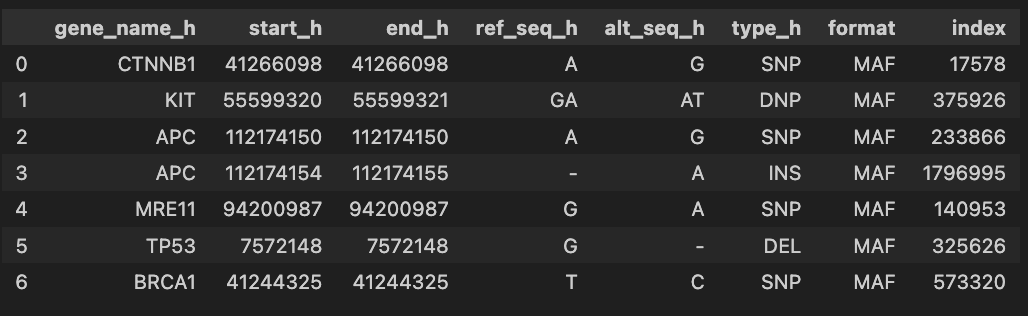 gene_name_h start_h end_h ref_seq_h alt_seq_h type_h format index
0 CTNNB1 41266098 41266098 A G SNP MAF 17578
1 KIT 55599320 55599321 GA AT DNP MAF 375926
2 APC 112174150 112174150 A G SNP MAF 233866
3 APC 112174154 112174155 - A INS MAF 1796995
4 MRE11 94200987 94200987 G A SNP MAF 140953
5 TP53 7572148 7572148 G - DEL MAF 325626
6 BRCA1 41244325 41244325 T C SNP MAF 573320